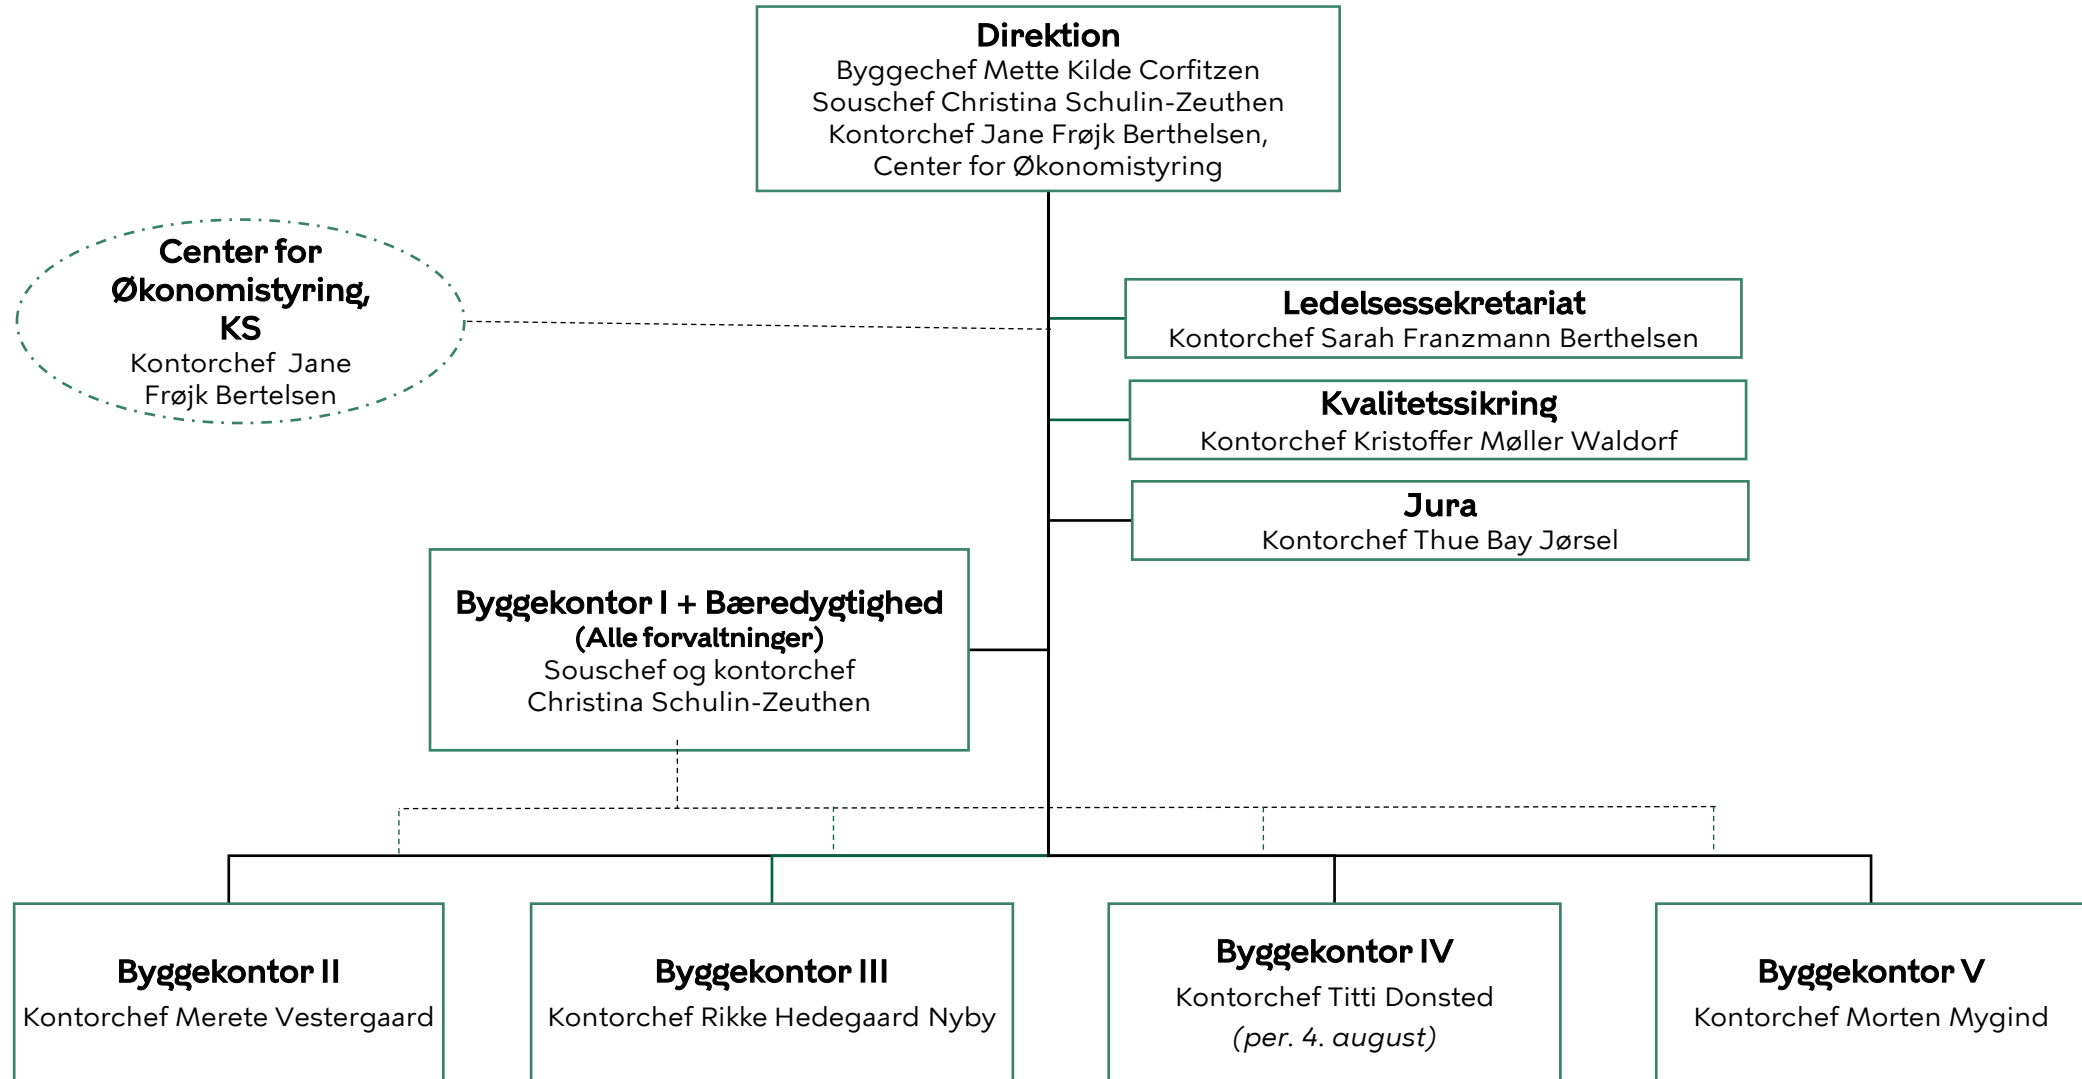 Direktion
Byggechef Mette Kilde Corfitzen
Souschef Christina Schulin-Zeuthen
Kontorchef Jane Frøjk Berthelsen,
Center for Økonomistyring
Center for
Økonomistyring,
KS
Kontorchef  Jane
Frøjk Bertelsen
Ledelsessekretariat
Kontorchef Sarah Franzmann Berthelsen
Kvalitetssikring
Kontorchef Kristoffer Møller Waldorf
Jura
Kontorchef Thue Bay Jørsel
Byggekontor I + Bæredygtighed
(Alle forvaltninger)
Souschef og kontorchef
Christina Schulin-Zeuthen
Byggekontor II
Kontorchef Merete Vestergaard
Byggekontor III
Kontorchef Rikke Hedegaard Nyby
Byggekontor IV
Kontorchef Titti Donsted
(per. 4. august)
Byggekontor V
Kontorchef Morten Mygind